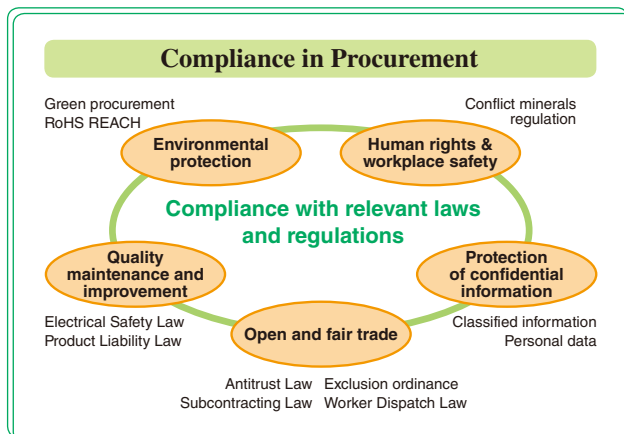 Compliance in Procurement
Green procurement
RoHS REACH
Conflict minerals
regulation
Environmental
protection
Human rights &
workplace safety
Compliance with relevant laws
and regulations
Quality
maintenance and
improvement
Protection
of confidential
information
Electrical Safety Law
Product Liability Law
Open and fair trade
Classified information
Personal data
Antitrust Law Exclusion ordinance
Subcontracting Law Worker Dispatch Law